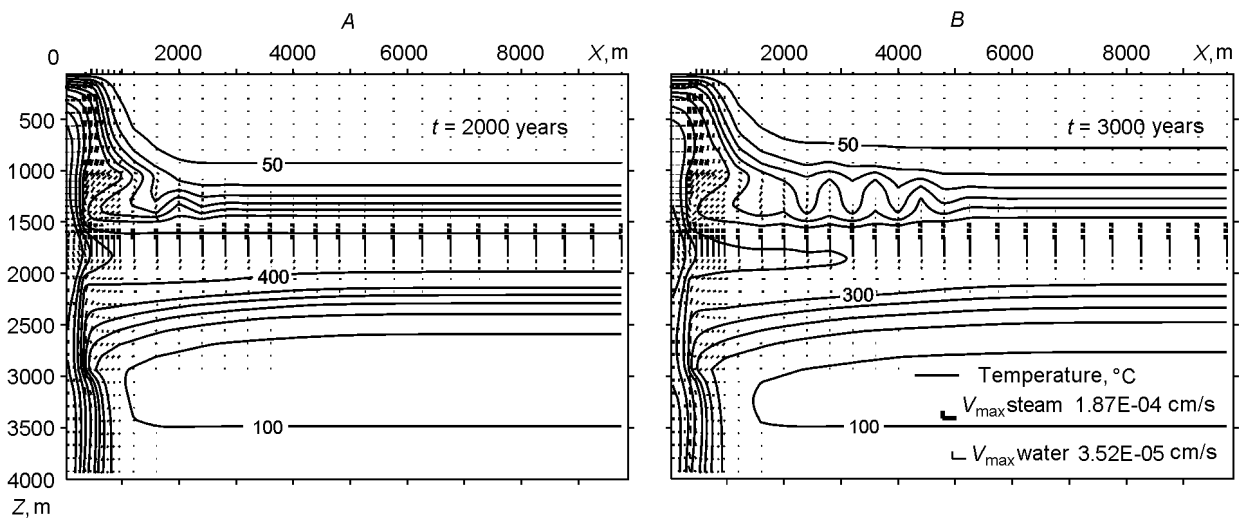 A
B
0 2000 4000 6000 8000 X, m
2000 4000 6000 8000 X, m
500
1000
1500
2000
2500
3000
3500
4000
Z, m
t = 2000 years
50
400
100
t = 3000 years
50
300
100
Temperature, °C
Vmax steam 1.87E-04 cm/s
Vmax water 3.52E-05 cm/s